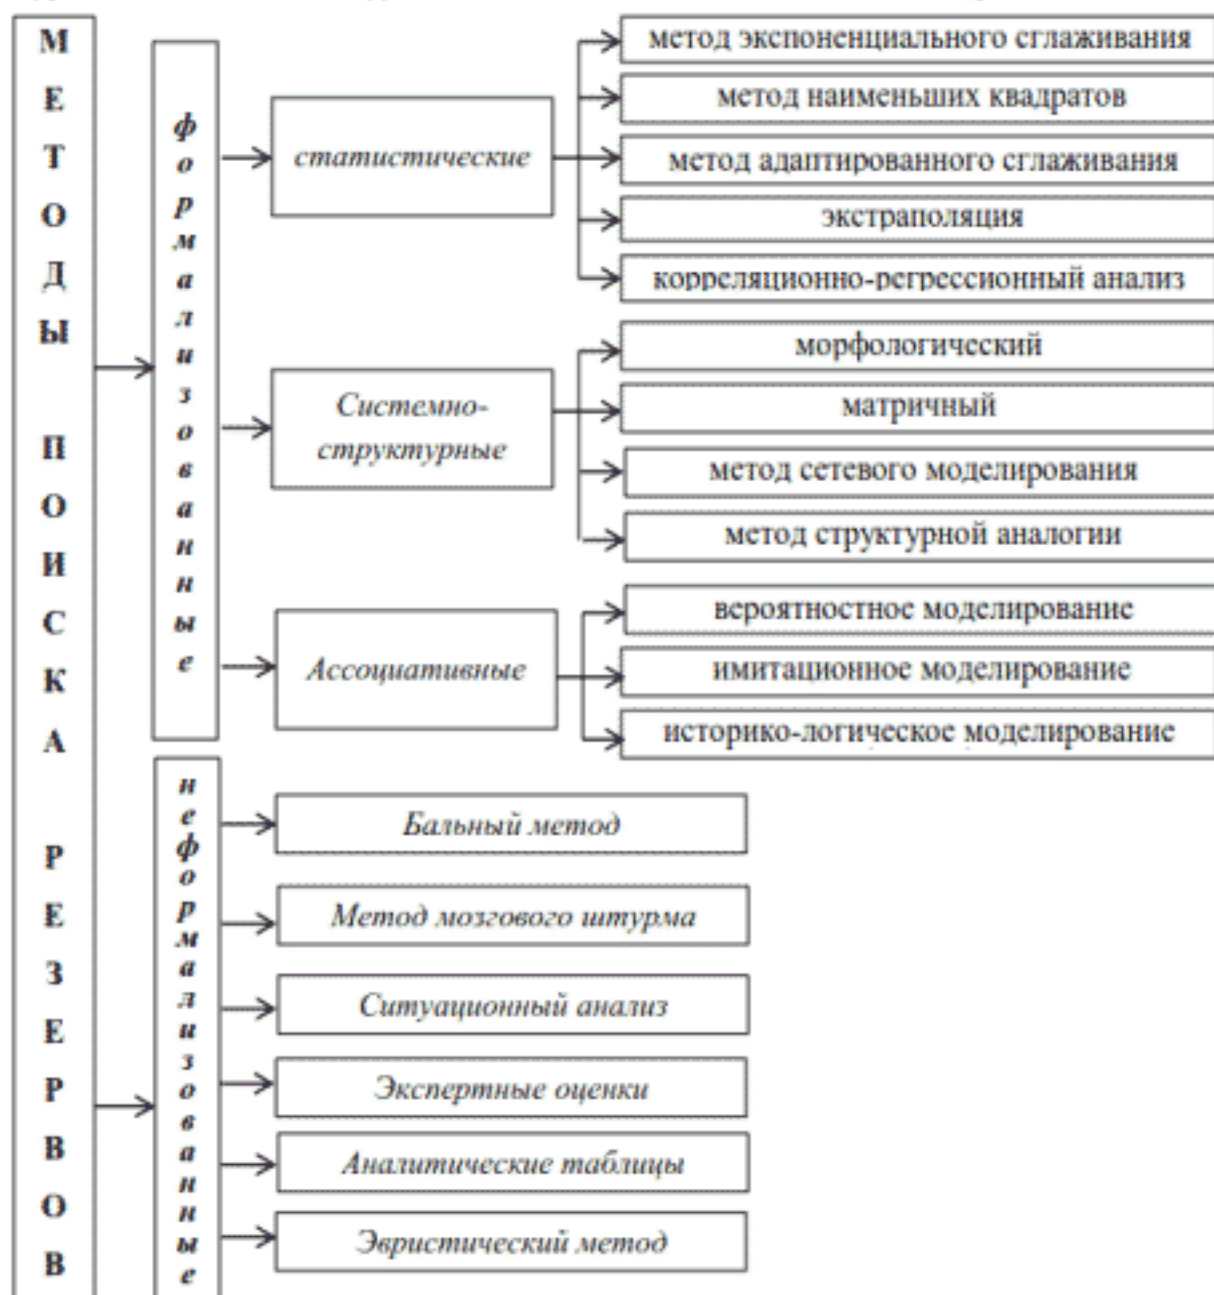 МЕТОДЫ ПОИСКА РЕЗЕРВОВ
формализованные
статистические
метод экспоненциального сглаживания
метод наименьших квадратов
метод адаптированного сглаживания
экстраполяция
корреляционно-регрессионный анализ
Системно-
структурные
морфологический
матричный
метод сетевого моделирования
метод структурной аналогии
Ассоциативные
вероятностное моделирование
имитационное моделирование
историко-логическое моделирование
неформализованные
Бальный метод
Метод мозгового штурма
Ситуационный анализ
Экспертные оценки
Аналитические таблицы
Эвристический метод